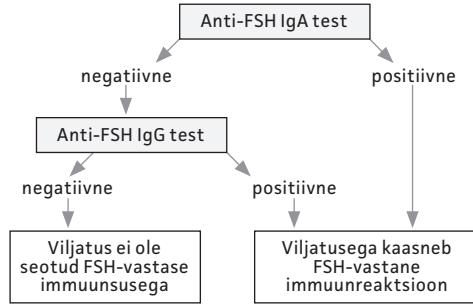 Anti-FSH IgA test
negatiivne
positiivne
Anti-FSH IgG test
negatiivne
positiivne
Viljatus ei ole
seotud FSH-vastase
immuunsusega
Viljatusega kaasneb
FSH-vastane
immuunreaktsioon